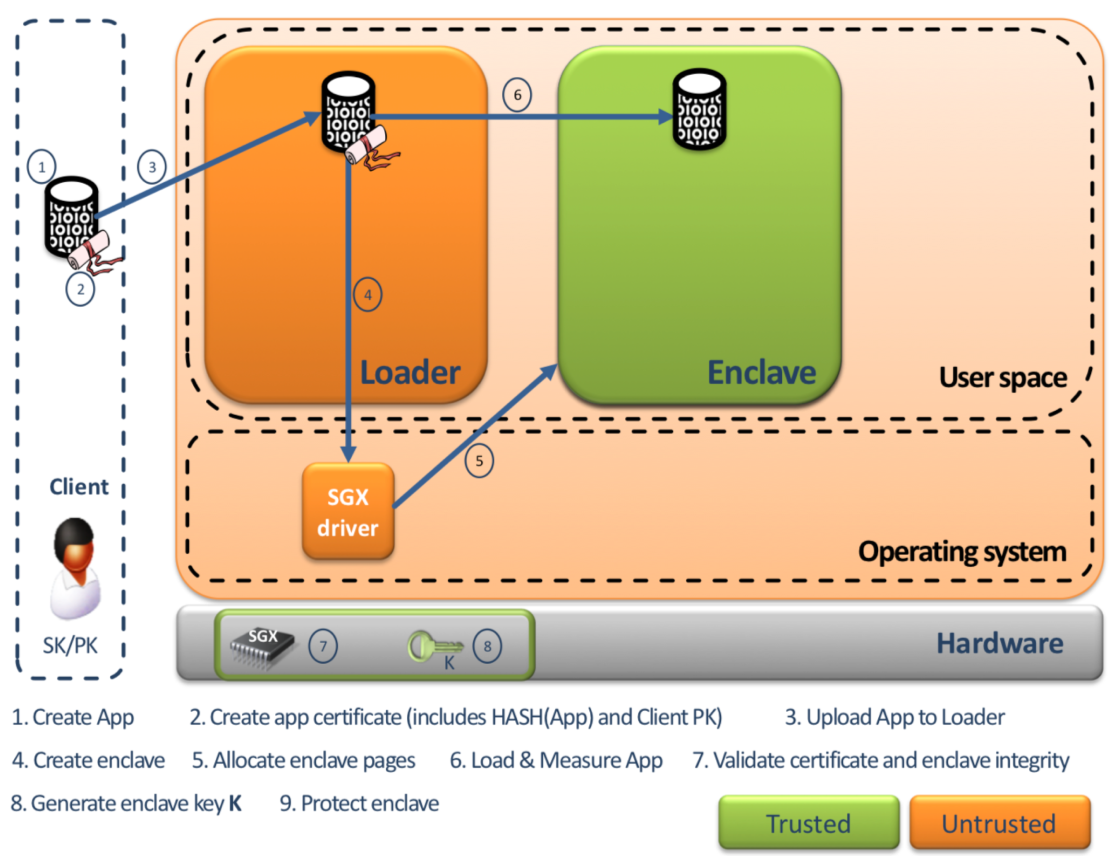 1
3
2
6
4
Loader
Enclave
User space
5
SGX
driver
Operating system
Client
SK/PK
SGX
7
K
8
Hardware
1. Create App 2. Create app certificate (includes HASH(App) and Client PK) 3. Upload App to Loader
4. Create enclave 5. Allocate enclave pages 6. Load & Measure App 7. Validate certificate and enclave integrity
8. Generate enclave key K 9. Protect enclave
Trusted
Untrusted